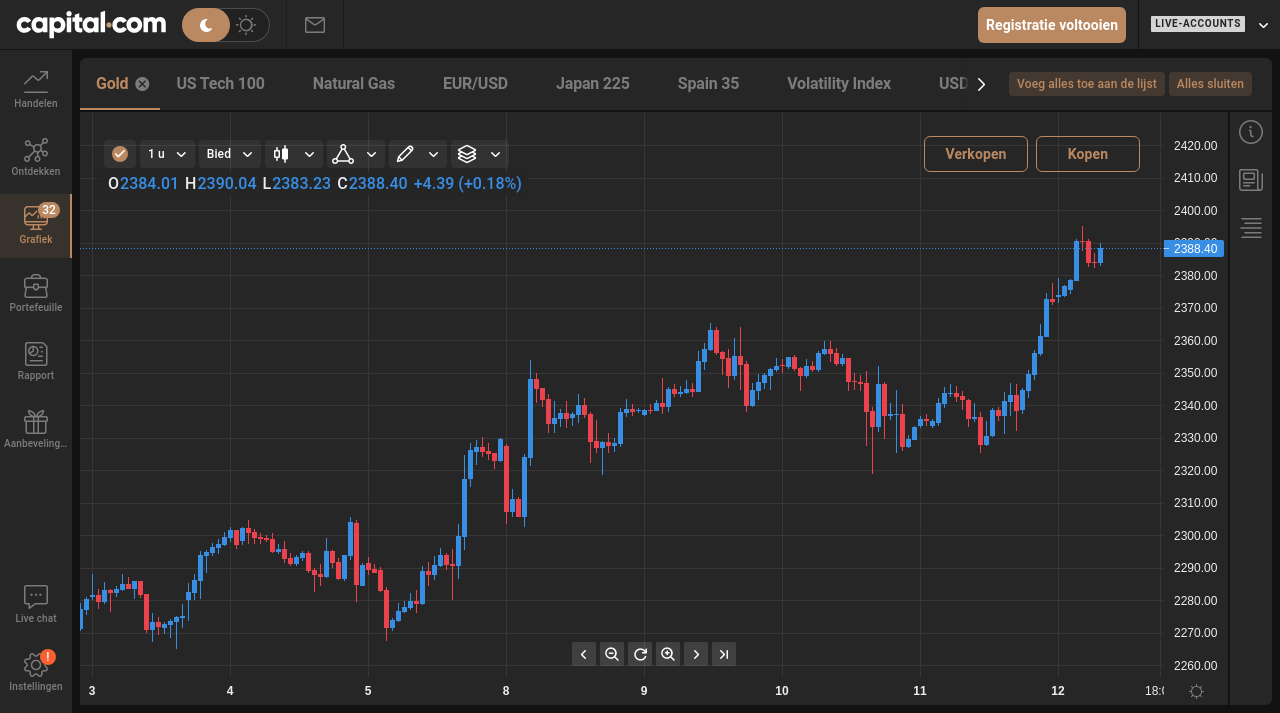 capital.com
Registratie voltooien
LIVE-ACCOUNTS
Handelen
Ontdekken
32
Grafiek
Portefeuille
Rapport
Aanbeveling...
Live chat
!
Instellingen
Gold US Tech 100 Natural Gas EUR/USD Japan 225 Spain 35 Volatility Index USD
Voeg alles toe aan de lijst Alles sluiten
1 u Bied
Verkopen Kopen
O2384.01 H2390.04 L2383.23 C2388.40 +4.39 (+0.18%)
2420.00
2410.00
2400.00
2388.40
2380.00
2370.00
2360.00
2350.00
2340.00
2330.00
2320.00
2310.00
2300.00
2290.00
2280.00
2270.00
2260.00
3 4 5 8 9 10 11 12 18:0